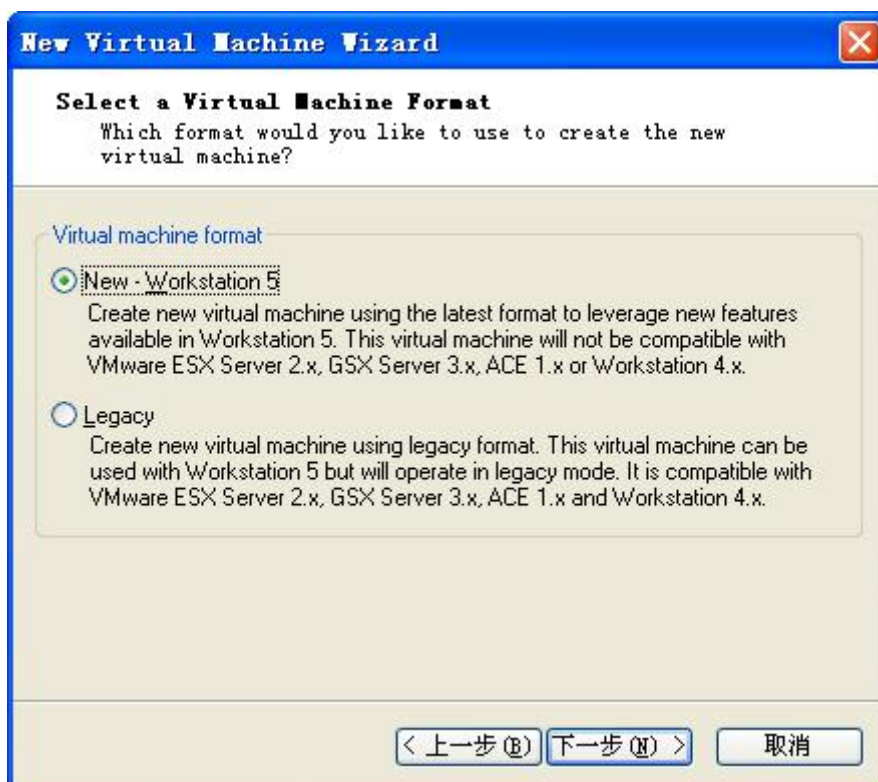 New Virtual Machine Wizard
Select a Virtual Machine Format
Which format would you like to use to create the new
virtual machine?
Virtual machine format
New - Workstation 5
Create new virtual machine using the latest format to leverage new features
available in Workstation 5. This virtual machine will not be compatible with
VMware ESX Server 2.x, GSX Server 3.x, ACE 1.x or Workstation 4.x.
Legacy
Create new virtual machine using legacy format. This virtual machine can be
used with Workstation 5 but will operate in legacy mode. It is compatible with
VMware ESX Server 2.x, GSX Server 3.x, ACE 1.x and Workstation 4.x.
< 上一步(B) 下一步(N) > 取消